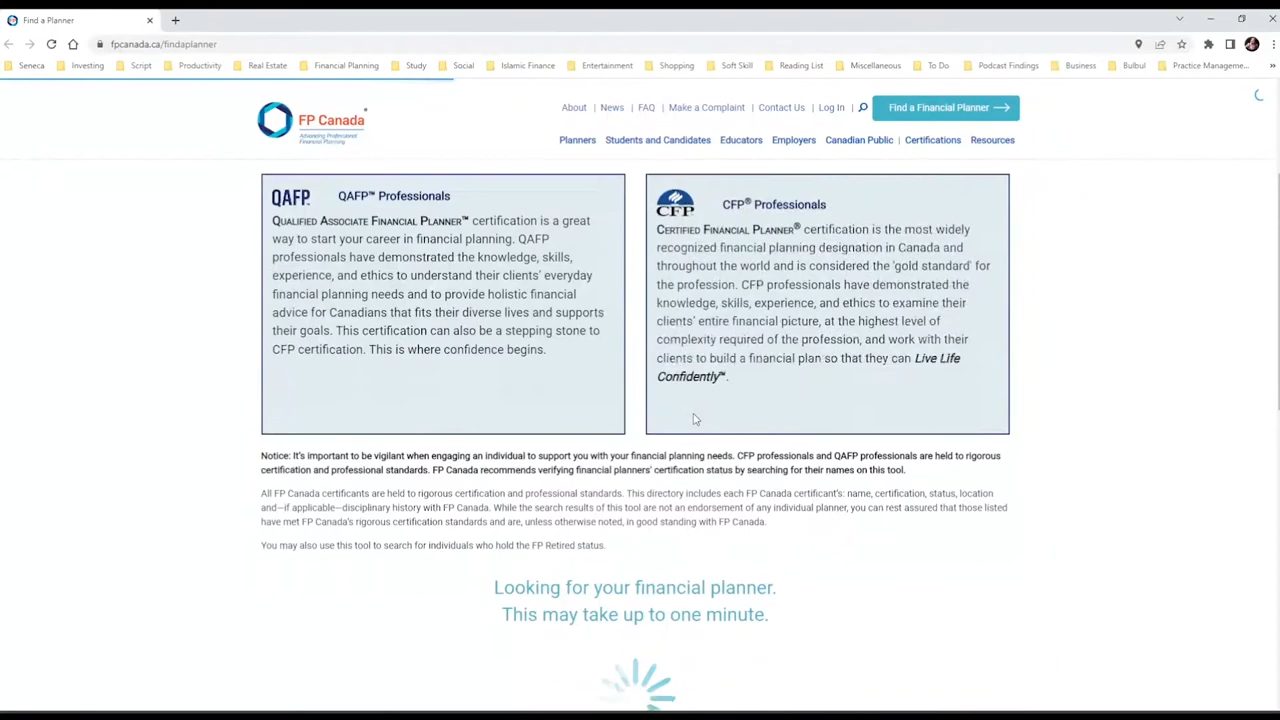 Find a Planner
fpcanada.ca/findaplanner
Seneca Investing Script Productivity Real Estate Financial Planning Study Social Islamic Finance Entertainment Shopping Soft Skill Reading List Miscellaneous To Do Podcast Findings Business Bulbul Practice Manageme...
About | News | FAQ | Make a Complaint | Contact Us | Log In | Find a Financial Planner
FP Canada
Advancing Professional
Financial Planning
Planners | Students and Candidates | Educators | Employers | Canadian Public | Certifications | Resources
QAFP™ QAFP™ Professionals
QUALIFIED ASSOCIATE FINANCIAL PLANNER™ certification is a great
way to start your career in financial planning. QAFP
professionals have demonstrated the knowledge, skills,
experience, and ethics to understand their clients' everyday
financial planning needs and to provide holistic financial
advice for Canadians that fits their diverse lives and supports
their goals. This certification can also be a stepping stone to
CFP certification. This is where confidence begins.
CFP CFP® Professionals
CERTIFIED FINANCIAL PLANNER® certification is the most widely
recognized financial planning designation in Canada and
throughout the world and is considered the 'gold standard' for
the profession. CFP professionals have demonstrated the
knowledge, skills, experience, and ethics to examine their
clients' entire financial picture, at the highest level of
complexity required of the profession, and work with their
clients to build a financial plan so that they can Live Life
Confidently™.
Notice: It's important to be vigilant when engaging an individual to support you with your financial planning needs. CFP professionals and QAFP professionals are held to rigorous
certification and professional standards. FP Canada recommends verifying financial planners' certification status by searching for their names on this tool.
All FP Canada certificants are held to rigorous certification and professional standards. This directory includes each FP Canada certificant's: name, certification, status, location
and—if applicable—disciplinary history with FP Canada. While the search results of this tool are not an endorsement of any individual planner, you can rest assured that those listed
have met FP Canada's rigorous certification standards and are, unless otherwise noted, in good standing with FP Canada.
You may also use this tool to search for individuals who hold the FP Retired status.
Looking for your financial planner.
This may take up to one minute.